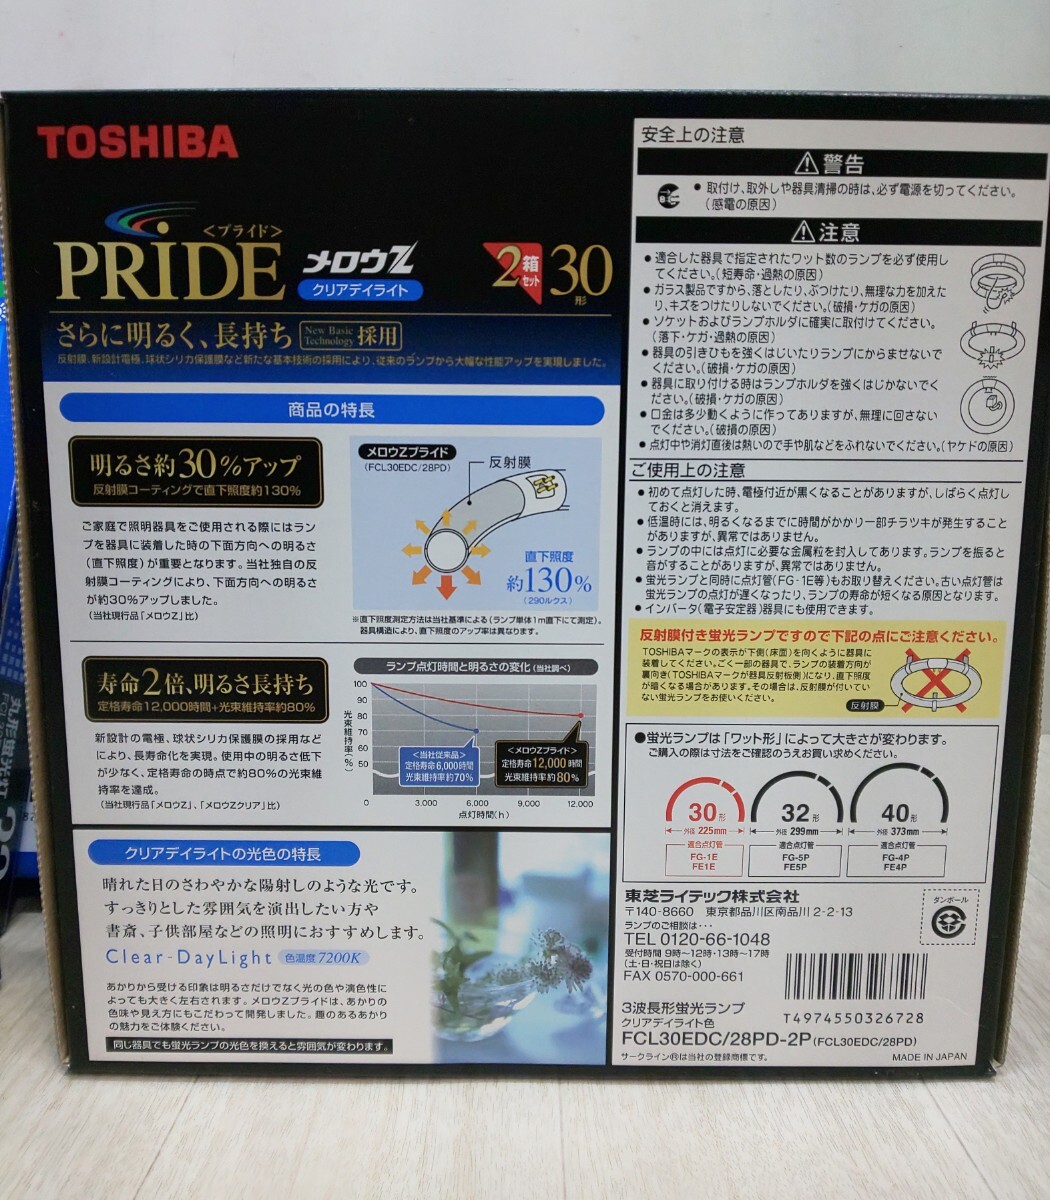 TOSHIBA
<プライド>
PRIDE メロウZ
クリアデイライト
2箱セット 30形
さらに明るく、長持ち New Basic Technology 採用
反射膜、新設計電極、球状シリカ保護膜など新たな基本技術の採用により、従来のランプから大幅な性能アップを実現しました。
商品の特長
明るさ約30%アップ
反射膜コーティングで直下照度約130%
ご家庭で照明器具をご使用される際にはラン
プを器具に装着した時の下面方向への明るさ
(直下照度)が重要となります。当社独自の反
射膜コーティングにより、下面方向への明るさ
が約30%アップしました。
(当社現行品「メロウZ」比)
メロウZプライド
(FCL30EDC/28PD)
反射膜
直下照度
約130%
(290ルクス)
※直下照度測定方法は当社基準による(ランプ単体1m直下にて測定)。
器具構造により、直下照度のアップ率は異なります。
寿命2倍、明るさ長持ち
定格寿命12,000時間+光束維持率約80%
新設計の電極、球状シリカ保護膜の採用など
により、長寿命化を実現。使用中の明るさ低下
が少なく、定格寿命の時点で約80%の光束維
持率を達成。
(当社現行品「メロウZ」、「メロウZクリア」比)
ランプ点灯時間と明るさの変化(当社調べ)
光束維持率(%)
100
90
80
70
60
50
0
3.000
6.000
9.000
12.000
点灯時間(h)
<当社従来品>
定格寿命6,000時間
光束維持率約70%
<メロウZプライド>
定格寿命12,000時間
光束維持率約80%
クリアデイライトの光色の特長
晴れた日のさわやかな陽射しのような光です。
すっきりとした雰囲気を演出したい方や
書斎、子供部屋などの照明におすすめします。
Clear-DayLight 色温度7200K
あかりから受ける印象は明るさだけでなく光の色や演色性に
よっても大きく左右されます。メロウZプライドは、あかりの
色味や見え方にもこだわって開発しました。趣のあるあかり
の魅力をご体験ください。
同じ器具でも蛍光ランプの光色を換えると雰囲気が変わります。
安全上の注意
警告
● 取付け、取外しや器具清掃の時は、必ず電源を切ってください。
(感電の原因)
注意
● 適合した器具で指定されたワット数のランプを必ず使用し
てください。(短寿命・過熱の原因)
● ガラス製品ですから、落としたり、ぶつけたり、無理な力を加えた
り、キズをつけたりしないでください。(破損・ケガの原因)
● ソケットおよびランプホルダに確実に取付けてください。
(落下・ケガ・過熱の原因)
● 器具の引きひもを強くはじいたりランプにからませないで
ください。(破損・ケガの原因)
● 器具に取り付ける時はランプホルダを強くはじかないでく
ださい。(破損・ケガの原因)
● 口金は多少動くように作ってありますが、無理に回さない
でください。(破損の原因)
● 点灯中や消灯直後は熱いので手や肌などをふれないでください。(ヤケドの原因)
ご使用上の注意
● 初めて点灯した時、電極付近が黒くなることがありますが、しばらく点灯し
ておくと消えます。
● 低温時には、明るくなるまでに時間がかかり一部チラツキが発生すること
がありますが、異常ではありません。
● ランプの中には点灯に必要な金属粒を封入してあります。ランプを振ると
音がすることがありますが、異常ではありません。
● 蛍光ランプと同時に点灯管(FG-1E等)もお取り替えください。古い点灯管は
蛍光ランプの点灯が遅くなったり、ランプの寿命が短くなる原因となります。
● インバータ(電子安定器)器具にも使用できます。
反射膜付き蛍光ランプですので下記の点にご注意ください。
TOSHIBAマークの表示が下側(床面)を向くように器具に
装着してください。ごく一部の器具で、ランプの装着方向が
裏向き(TOSHIBAマークが器具反射板側)になり、直下照度
が暗くなる場合があります。その場合は、反射膜が付いてい
ない蛍光ランプをお使いください。
反射膜
●蛍光ランプは「ワット形」によって大きさが変わります。
ご購入の際は寸法をご確認のうえお買い求めください。
30形
外径 225mm
適合点灯管
FG-1E
FE1E
32形
外径 299mm
適合点灯管
FG-5P
FE5P
40形
外径 373mm
適合点灯管
FG-4P
FE4P
東芝ライテック株式会社
〒140-8660 東京都品川区南品川2-2-13
ランプのご相談は・・・
TEL 0120-66-1048
受付時間 9時~12時・13時~17時
(土・日・祝日は除く)
FAX 0570-000-661
ダンボール
3波長形蛍光ランプ
クリアデイライト色
T4974550326728
FCL30EDC/28PD-2P(FCL30EDC/28PD)
サークライン®は当社の登録商標です。
MADE IN JAPAN